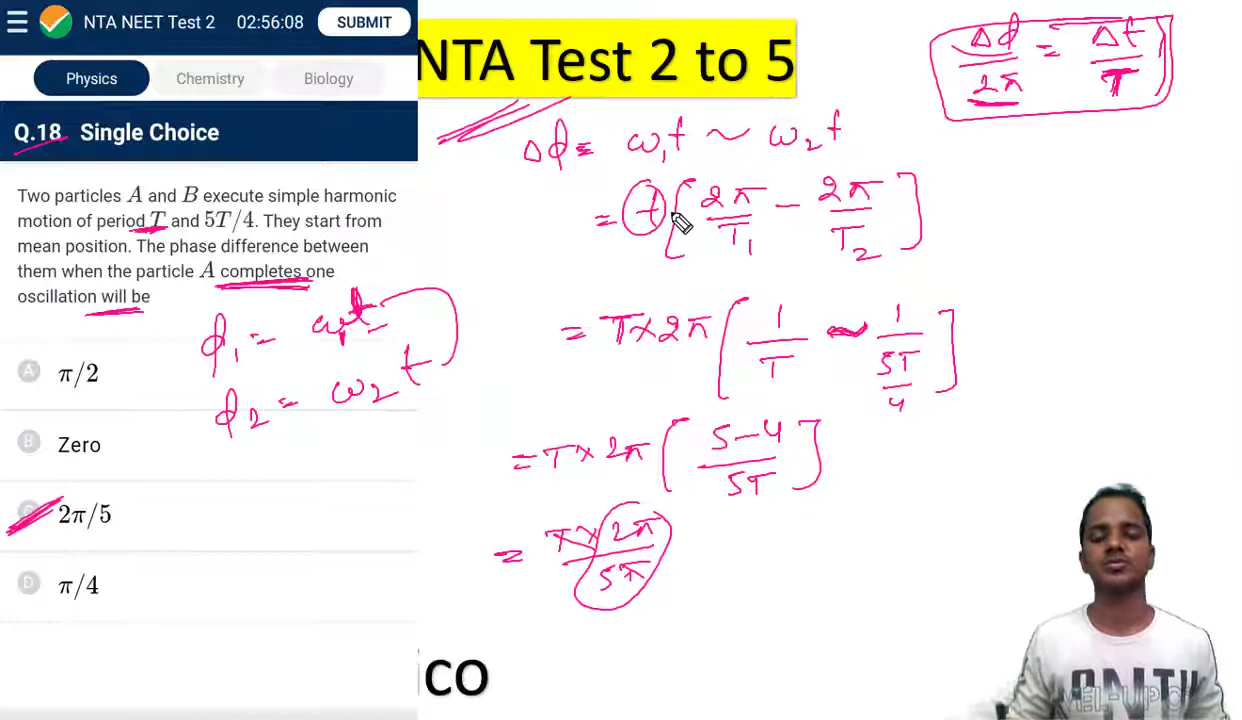 NTA NEET Test 2 02:56:08 SUBMIT
Physics Chemistry Biology
Q.18 Single Choice
Two particles A and B execute simple harmonic
motion of period T and 5T/4. They start from
mean position. The phase difference between
them when the particle A completes one
oscillation will be
A π/2
B Zero
2π/5
D π/4
NTA Test 2 to 5
Δϕ/2π = Δt/T
ϕ₁ = ω₁t
ϕ₂ = ω₂t
Δϕ = ω₁t ~ ω₂t
= t[2π/T₁ − 2π/T₂]
= T×2π[1/T ~ 1/(5T/4)]
= T×2π[(5−4)/5T]
= T×2π/5T
co